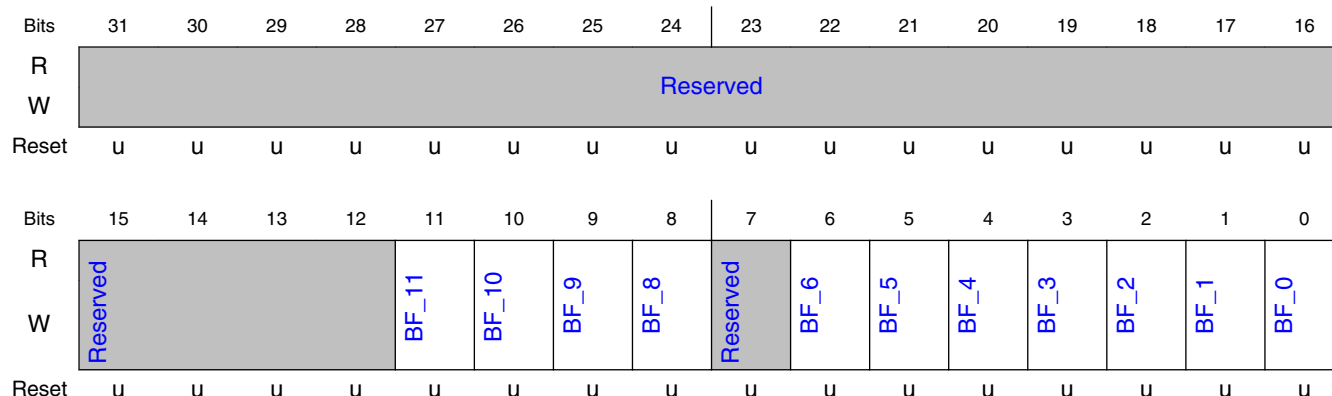 Bits 31 30 29 28 27 26 25 24 23 22 21 20 19 18 17 16
R
Reserved
W
Reset u u u u u u u u u u u u u u u u
Bits 15 14 13 12 11 10 9 8 7 6 5 4 3 2 1 0
R
Reserved BF_11 BF_10 BF_9 BF_8 Reserved BF_6 BF_5 BF_4 BF_3 BF_2 BF_1 BF_0
W
Reset u u u u u u u u u u u u u u u u